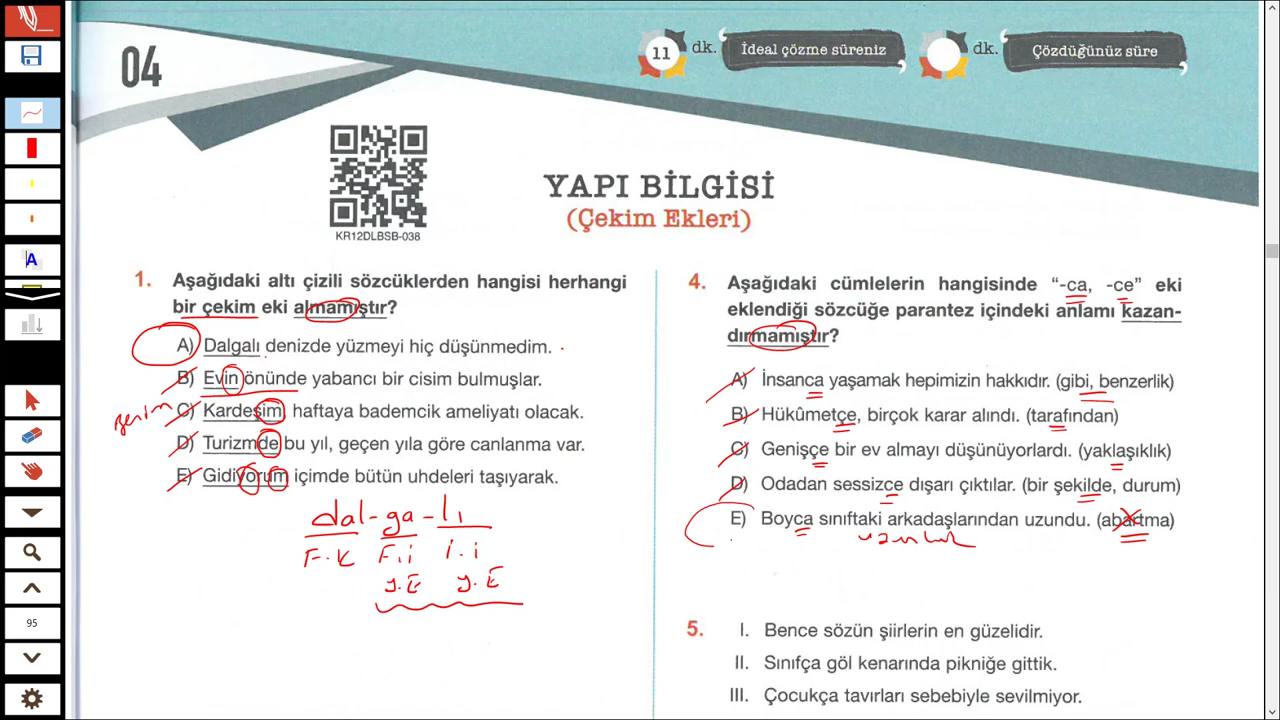 04
11 dk. İdeal çözme süreniz
dk. Çözdüğünüz süre
KR12DLBSB-038
YAPI BİLGİSİ
(Çekim Ekleri)
1. Aşağıdaki altı çizili sözcüklerden hangisi herhangi
bir çekim eki almamıştır?
A) Dalgalı denizde yüzmeyi hiç düşünmedim.
B) Evin önünde yabancı bir cisim bulmuşlar.
benim C) Kardeşim, haftaya bademcik ameliyatı olacak.
D) Turizmde bu yıl, geçen yıla göre canlanma var.
E) Gidiyorum içimde bütün uhdeleri taşıyarak.
dal-ga-lı
F.K F.i İ.i
y.E y.E
4. Aşağıdaki cümlelerin hangisinde “-ca, -ce” eki
eklendiği sözcüğe parantez içindeki anlamı kazan-
dırmamıştır?
A) İnsanca yaşamak hepimizin hakkıdır. (gibi, benzerlik)
B) Hükûmetçe, birçok karar alındı. (tarafından)
C) Genişçe bir ev almayı düşünüyorlardı. (yaklaşıklık)
D) Odadan sessizce dışarı çıktılar. (bir şekilde, durum)
E) Boyca sınıftaki arkadaşlarından uzundu. (abartma)
uzunluk
5. I. Bence sözün şiirlerin en güzelidir.
II. Sınıfça göl kenarında pikniğe gittik.
III. Çocukça tavırları sebebiyle sevilmiyor.
A
95